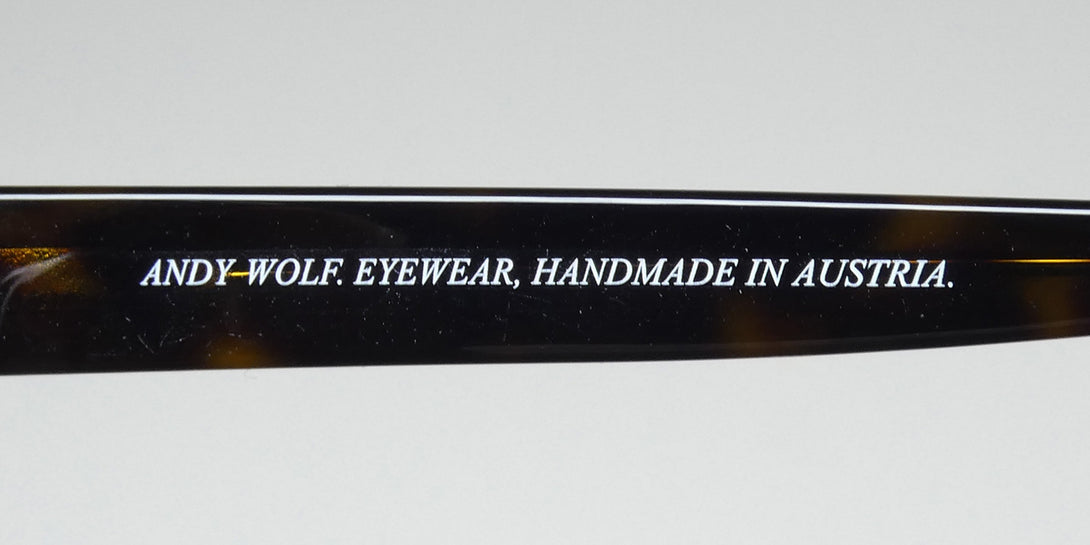 ANDY WOLF. EYEWEAR, HANDMADE IN AUSTRIA.